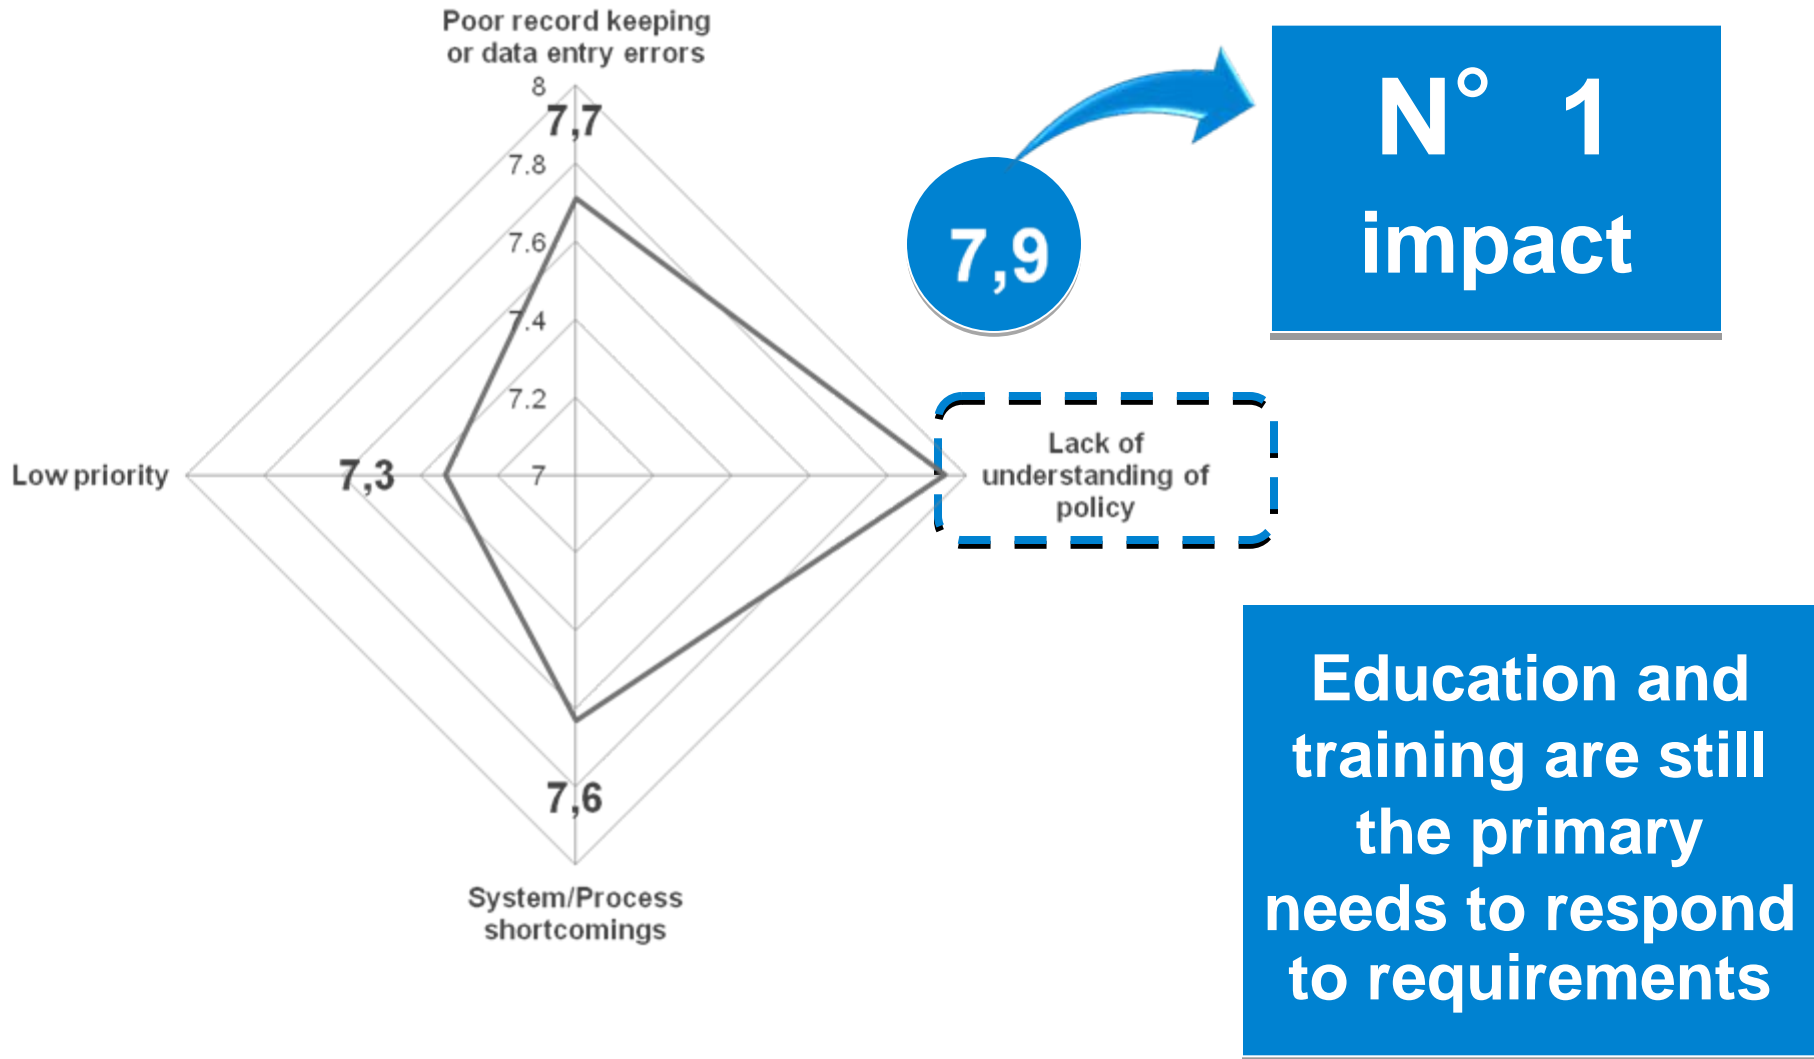 Poor record keeping
or data entry errors
8
7,7
7.8
7.6
7.4
7.2
7
7,9
N° 1
impact
Low priority
7,3
Lack of
understanding of
policy
7,6
System/Process
shortcomings
Education and
training are still
the primary
needs to respond
to requirements